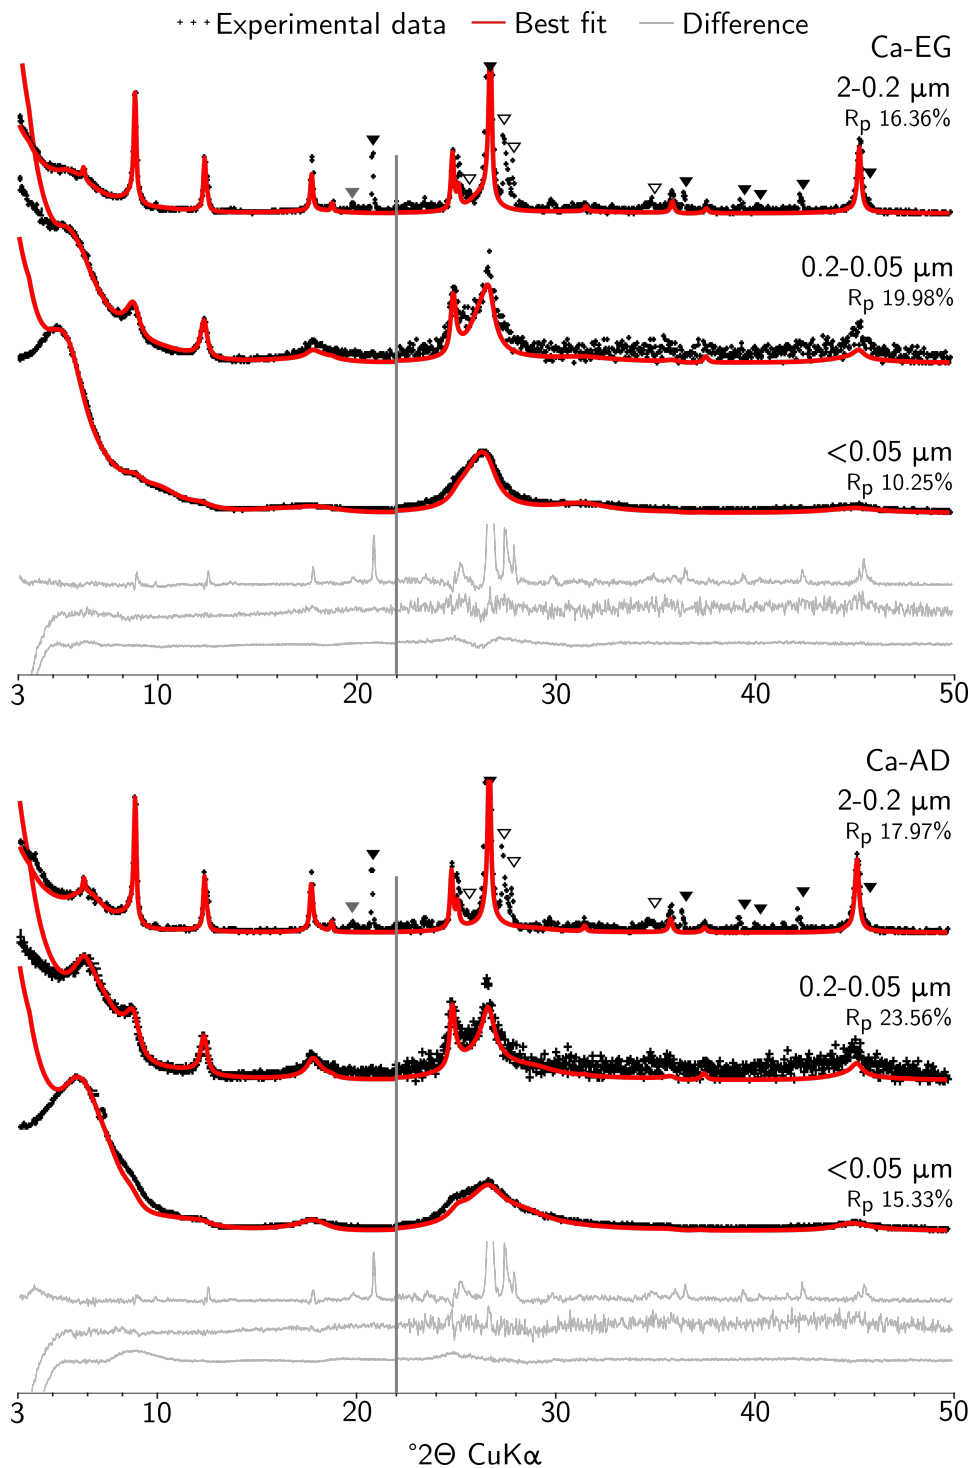 +++ Experimental data — Best fit — Difference
Ca-EG
2-0.2 µm
Rp 16.36%
0.2-0.05 µm
Rp 19.98%
<0.05 µm
Rp 10.25%
3 10 20 30 40 50
Ca-AD
2-0.2 µm
Rp 17.97%
0.2-0.05 µm
Rp 23.56%
<0.05 µm
Rp 15.33%
3 10 20 30 40 50
°2Θ CuKα